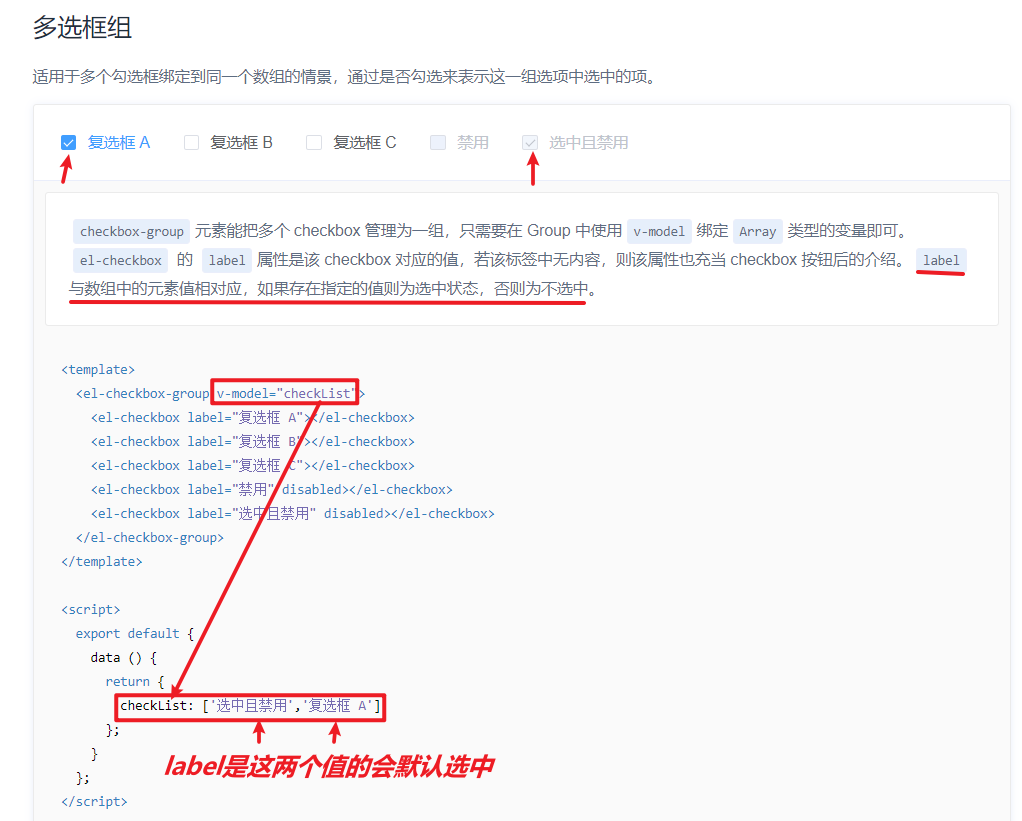 多选框组
适用于多个勾选框绑定到同一个数组的情景，通过是否勾选来表示这一组选项中选中的项。
复选框 A 复选框 B 复选框 C 禁用 选中且禁用
checkbox-group 元素能把多个 checkbox 管理为一组，只需要在 Group 中使用 v-model 绑定 Array 类型的变量即可。
el-checkbox 的 label 属性是该 checkbox 对应的值，若该标签中无内容，则该属性也充当 checkbox 按钮后的介绍。 label
与数组中的元素值相对应，如果存在指定的值则为选中状态，否则为不选中。
<template>
<el-checkbox-group v-model="checkList">
<el-checkbox label="复选框 A"></el-checkbox>
<el-checkbox label="复选框 B"></el-checkbox>
<el-checkbox label="复选框 C"></el-checkbox>
<el-checkbox label="禁用" disabled></el-checkbox>
<el-checkbox label="选中且禁用" disabled></el-checkbox>
</el-checkbox-group>
</template>
<script>
export default {
data () {
return {
checkList: ['选中且禁用','复选框 A']
};
}
};
</script>
label是这两个值的会默认选中